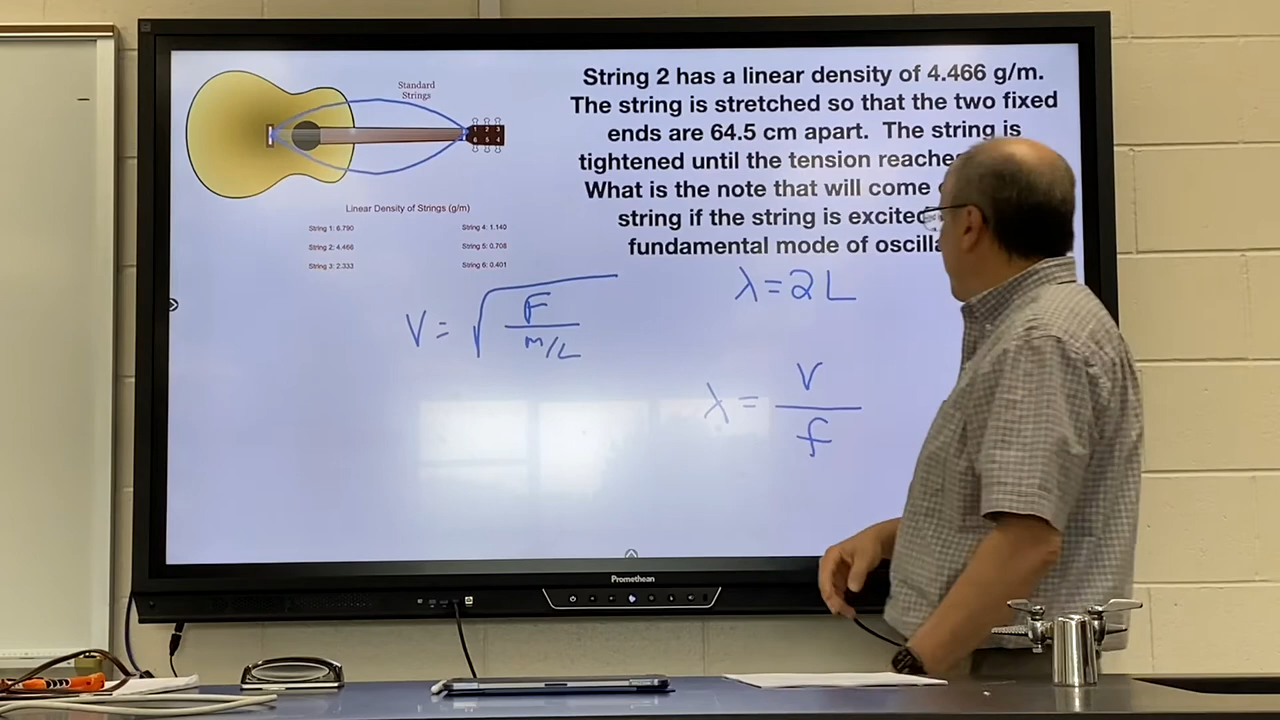 Standard
Strings
String 2 has a linear density of 4.466 g/m.
The string is stretched so that the two fixed
ends are 64.5 cm apart. The string is
tightened until the tension
What is the note that will come
string if the string is
fundamental mode of
Linear Density of Strings (g/m)
String 1: 6.790
String 4: 1.140
String 2: 4.466
String 5: 0.708
String 3: 2.333
String 6: 0.401
V = √F
M/L
λ = 2L
λ = V
f
Promethean